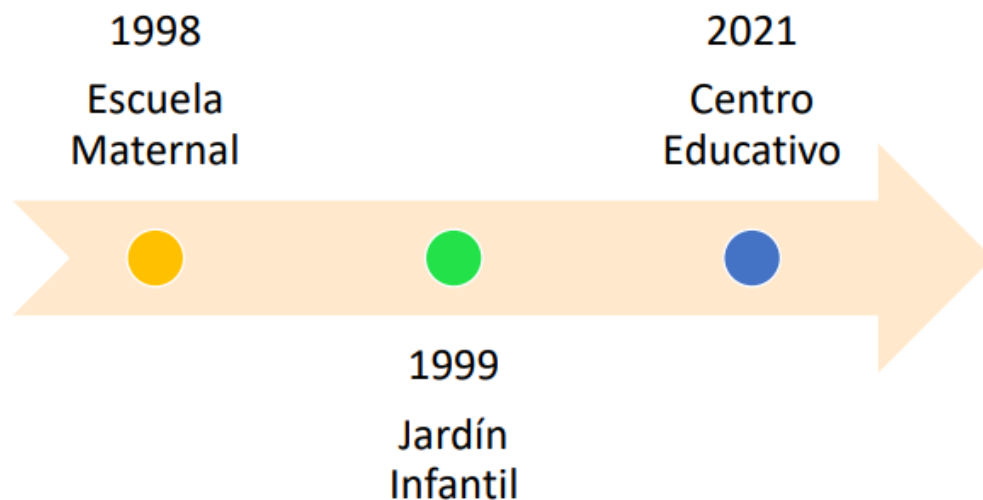 1998
Escuela
Maternal
1999
Jardín
Infantil
2021
Centro
Educativo